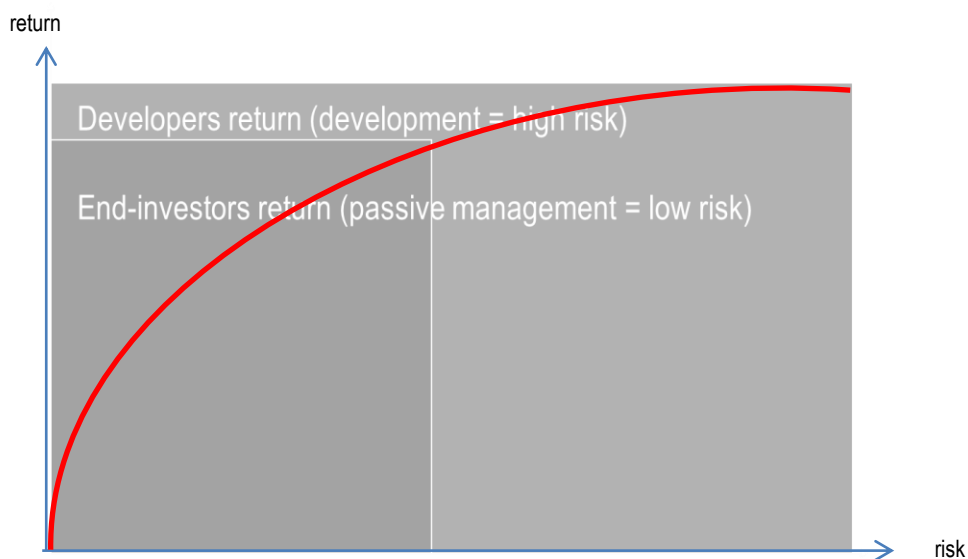 return
Developers return (development = high risk)
End-investors return (passive management = low risk)
risk